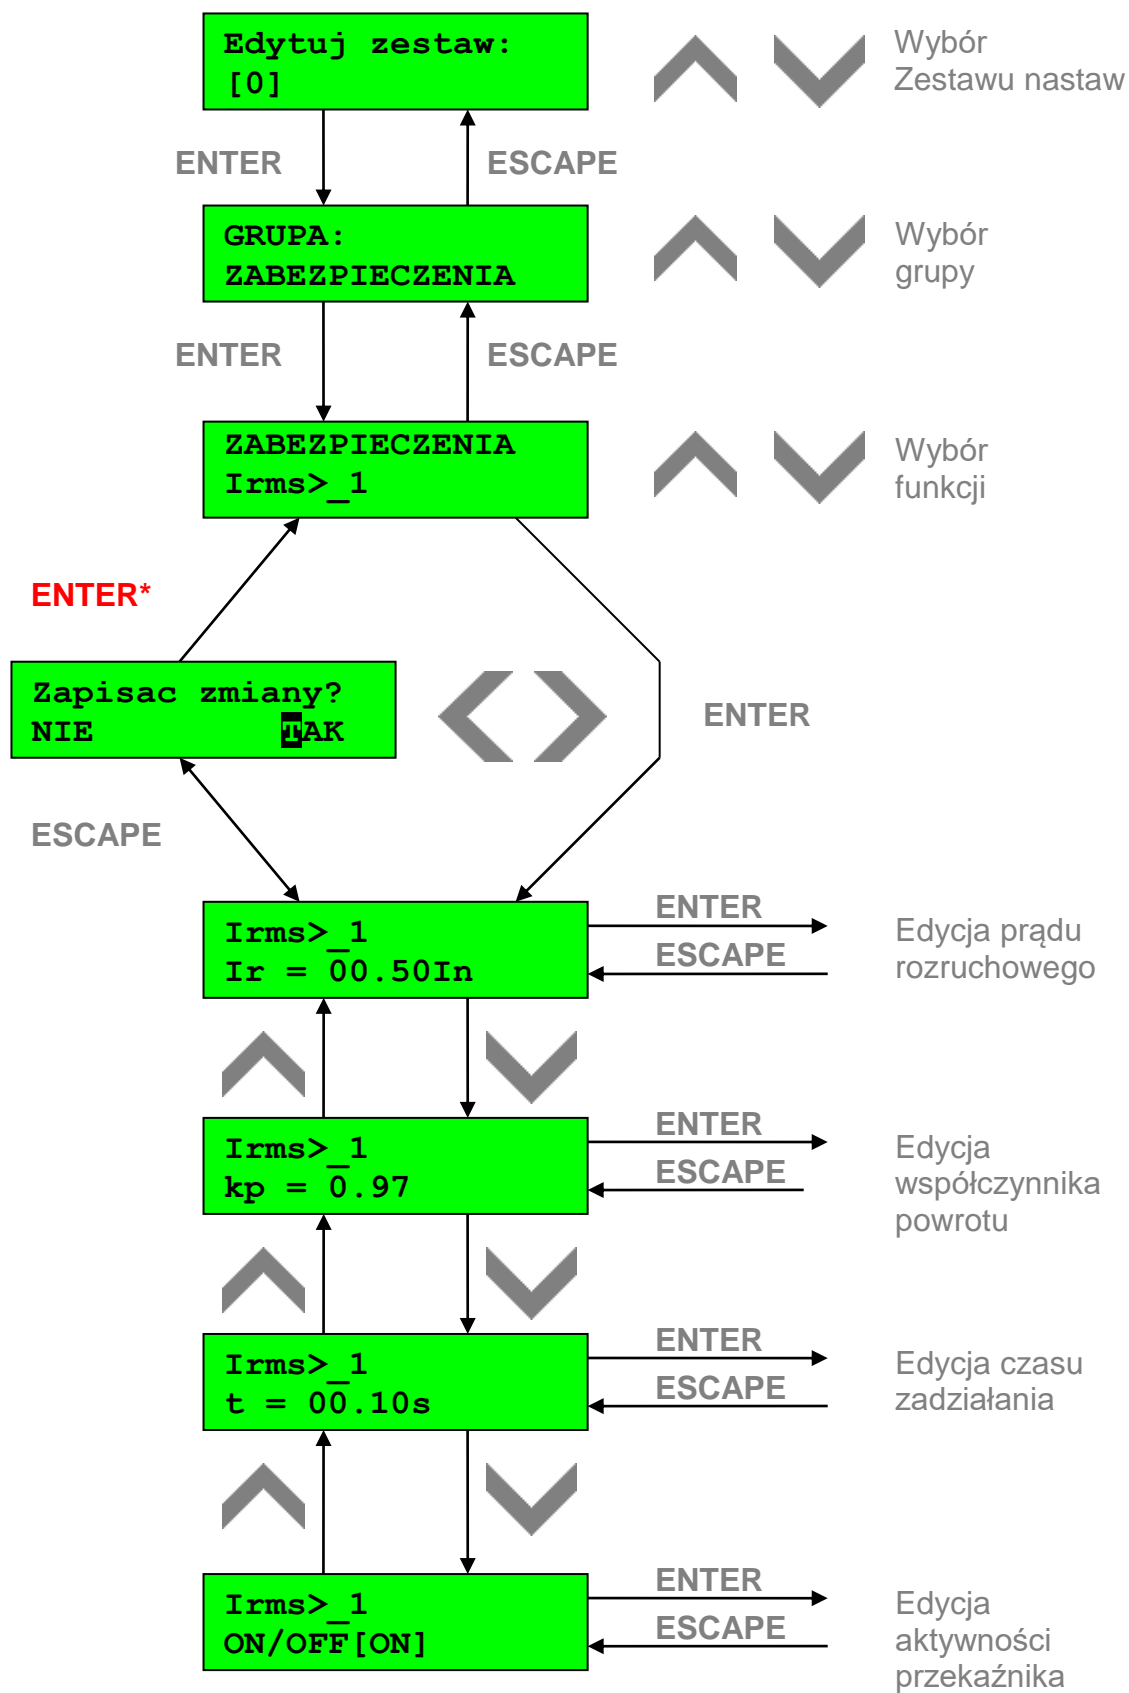 Edytuj zestaw:
[0]
Wybór
Zestawu nastaw
ENTER
ESCAPE
GRUPA:
ZABEZPIECZENIA
Wybór
grupy
ENTER
ESCAPE
ZABEZPIECZENIA
Irms>_1
Wybór
funkcji
ENTER*
Zapisac zmiany?
NIE TAK
ENTER
ESCAPE
Irms>_1
Ir = 00.50In
ENTER
ESCAPE
Edycja prądu
rozruchowego
Irms>_1
kp = 0.97
ENTER
ESCAPE
Edycja
współczynnika
powrotu
Irms>_1
t = 00.10s
ENTER
ESCAPE
Edycja czasu
zadziałania
Irms>_1
ON/OFF[ON]
ENTER
ESCAPE
Edycja
aktywności
przekaźnika